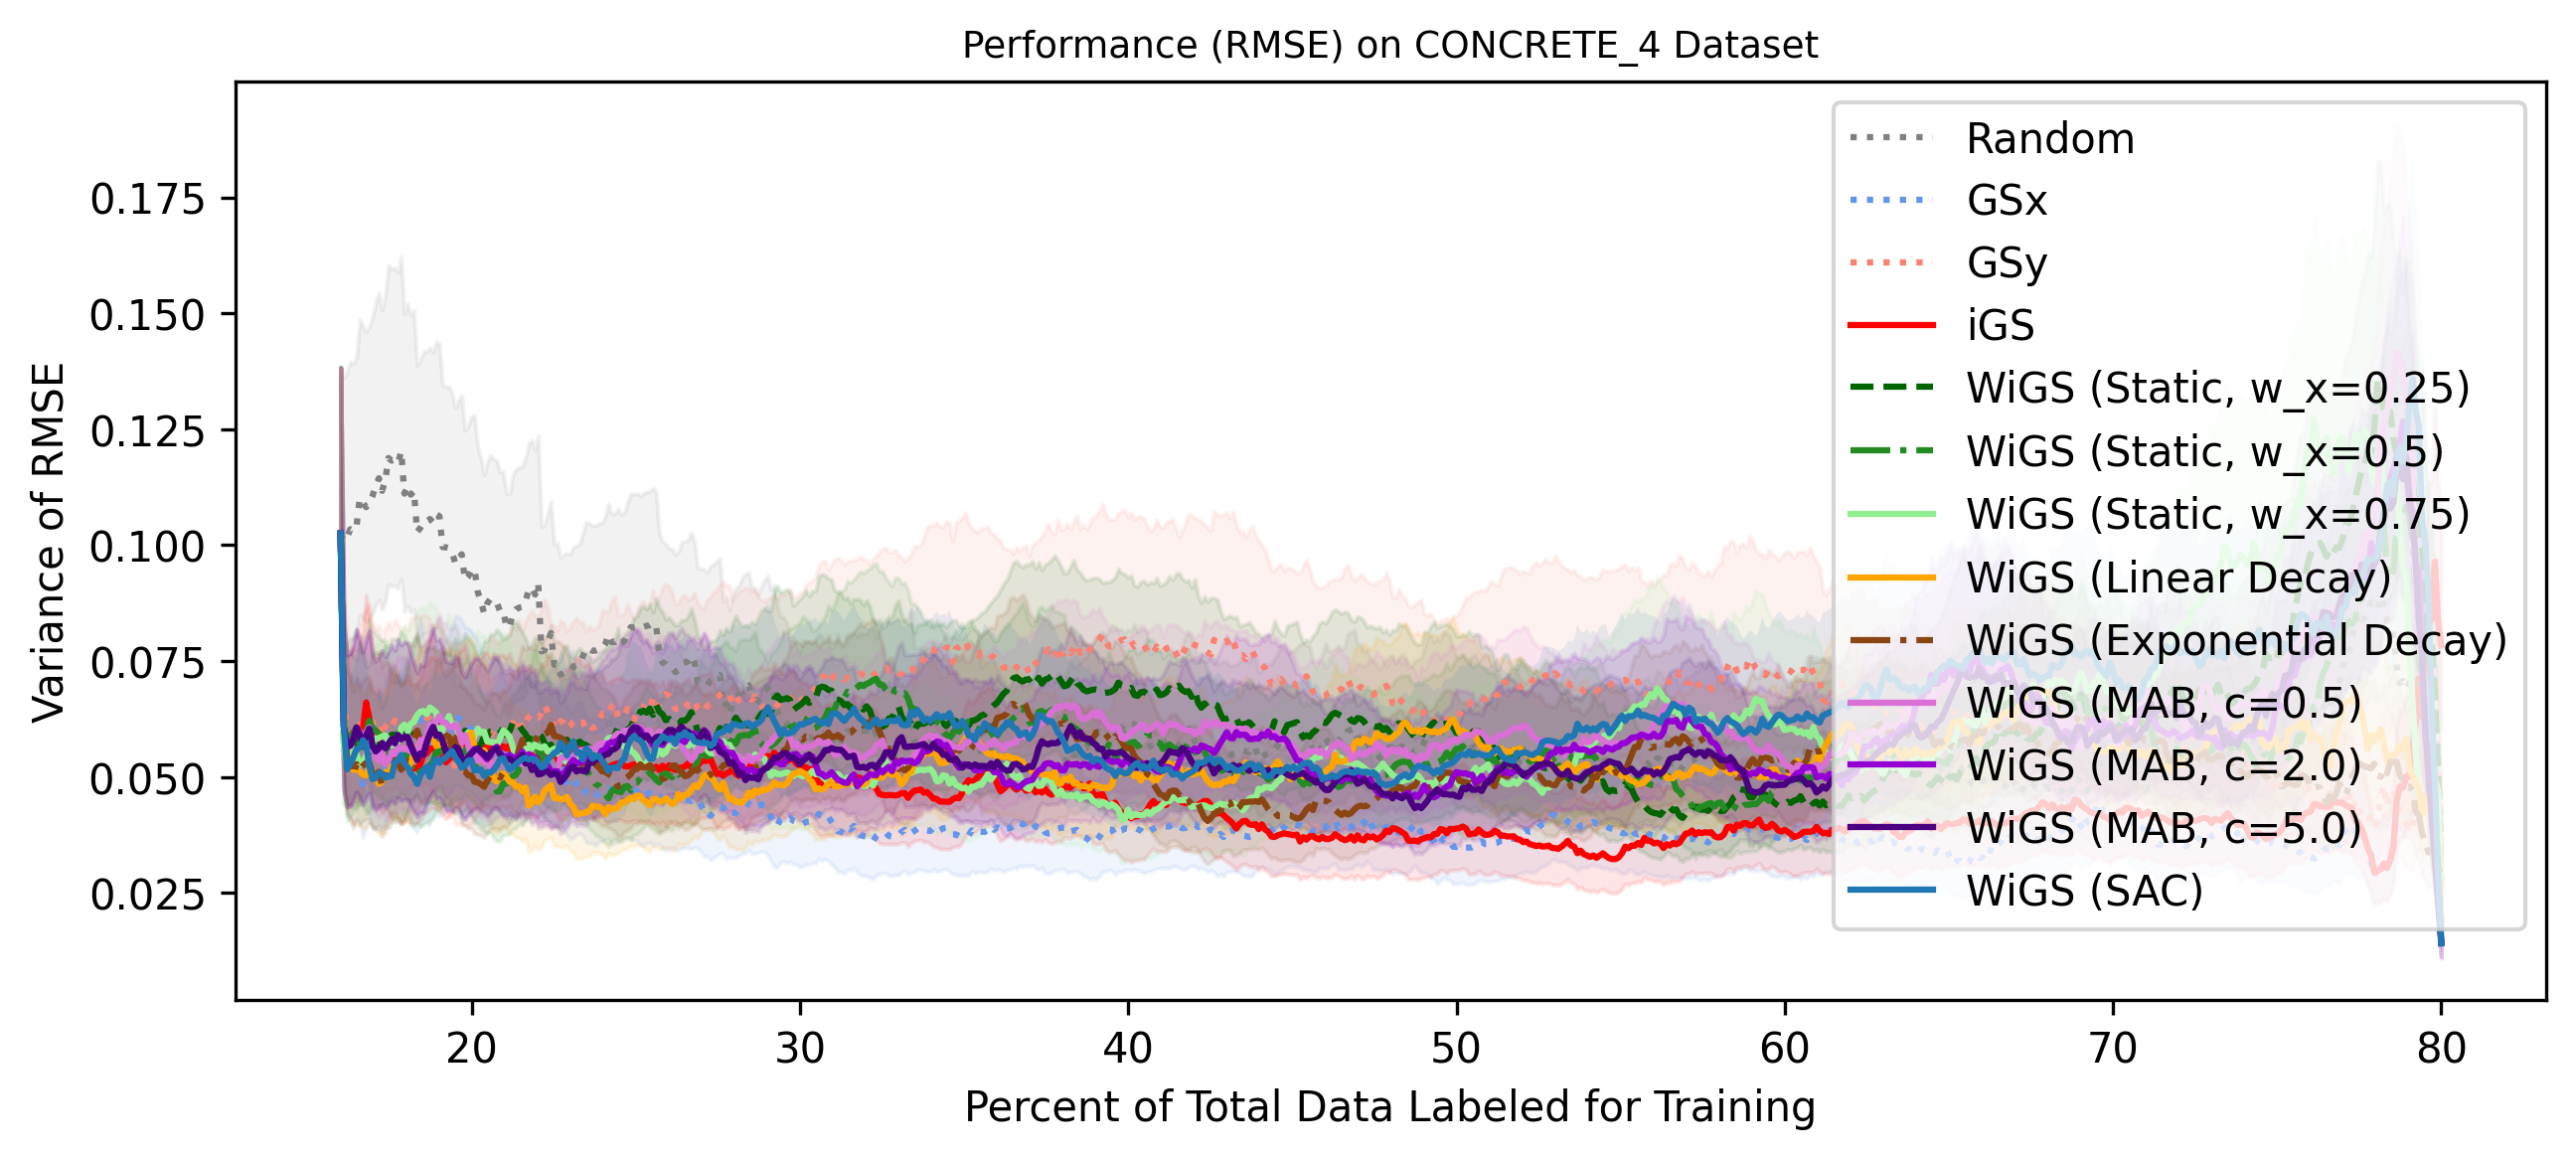 Performance (RMSE) on CONCRETE_4 Dataset
Variance of RMSE
0.175
0.150
0.125
0.100
0.075
0.050
0.025
Random
GSx
GSy
iGS
WiGS (Static, w_x=0.25)
WiGS (Static, w_x=0.5)
WiGS (Static, w_x=0.75)
WiGS (Linear Decay)
WiGS (Exponential Decay)
WiGS (MAB, c=0.5)
WiGS (MAB, c=2.0)
WiGS (MAB, c=5.0)
WiGS (SAC)
20 30 40 50 60 70 80
Percent of Total Data Labeled for Training